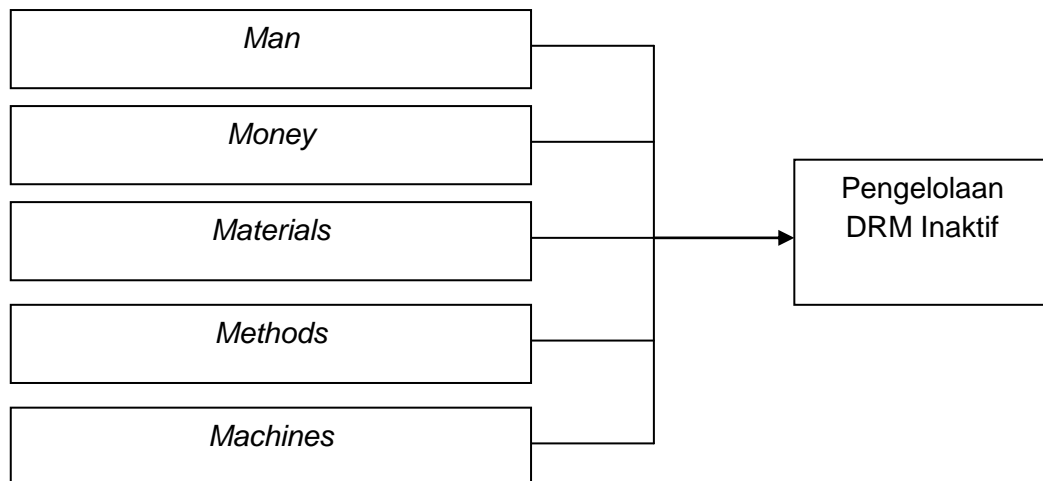 Man
Money
Materials
Methods
Machines
Pengelolaan
DRM Inaktif